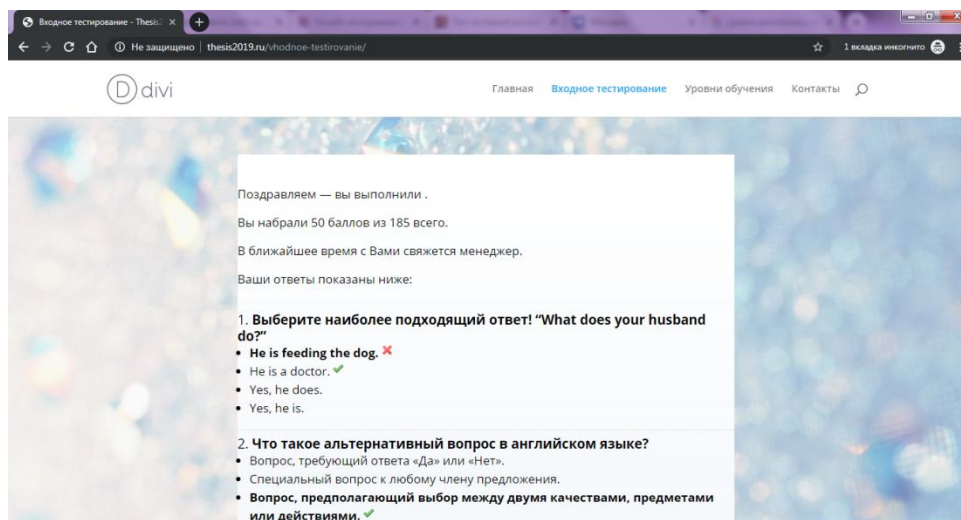 Входное тестирование - Thesis
Не защищено | thesis2019.ru/vhodnoe-testirovanie/
1 вкладка инкогнито
D divi
Главная Входное тестирование Уровни обучения Контакты
Поздравляем — вы выполнили .
Вы набрали 50 баллов из 185 всего.
В ближайшее время с Вами свяжется менеджер.
Ваши ответы показаны ниже:
1. Выберите наиболее подходящий ответ! “What does your husband
do?”
He is feeding the dog.
He is a doctor.
Yes, he does.
Yes, he is.
2. Что такое альтернативный вопрос в английском языке?
Вопрос, требующий ответа «Да» или «Нет».
Специальный вопрос к любому члену предложения.
Вопрос, предполагающий выбор между двумя качествами, предметами
или действиями.